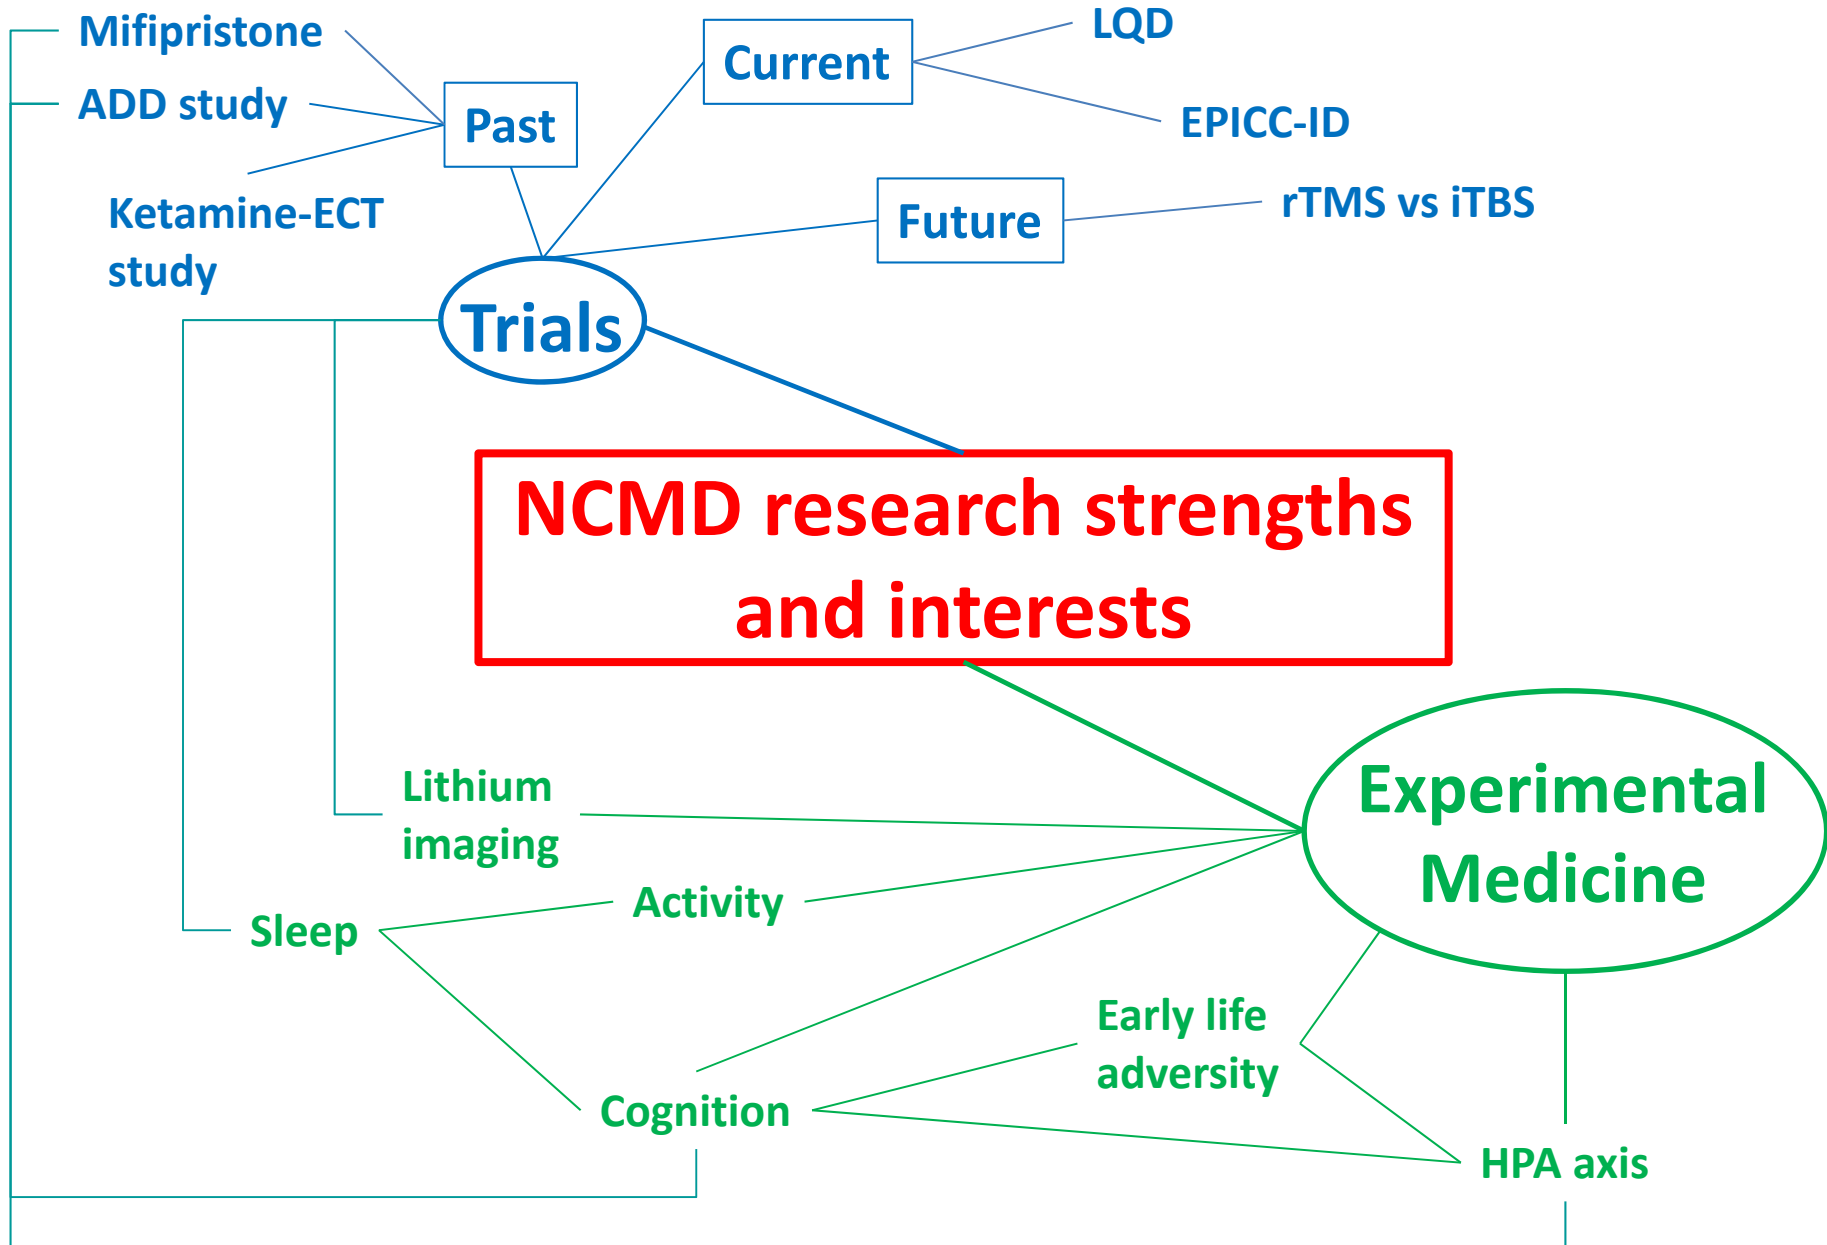 Mifipristone
ADD study
Ketamine-ECT
study
Past
Current
LQD
EPICC-ID
Future
rTMS vs iTBS
Trials
NCMD research strengths
and interests
Experimental
Medicine
Lithium
imaging
Activity
Sleep
Early life
adversity
Cognition
HPA axis